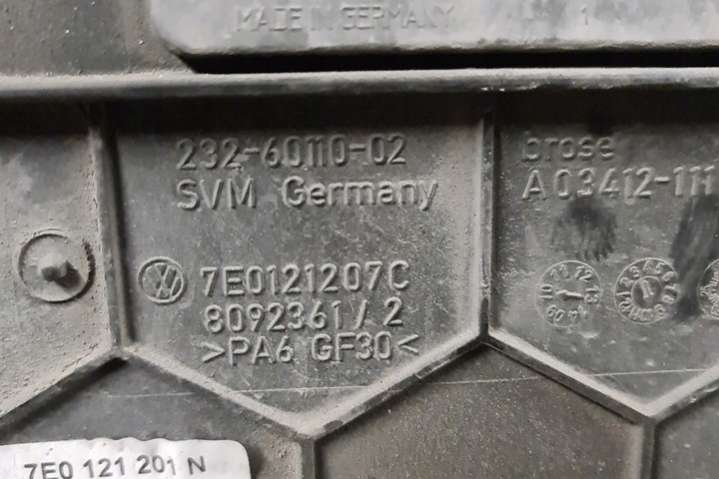 MADE IN GERMANY 1
232-60110-02
SVM Germany
7E0121207C
8092361/2
>PA6 GF30<
brose
A03412-111
7E0 121 201 N